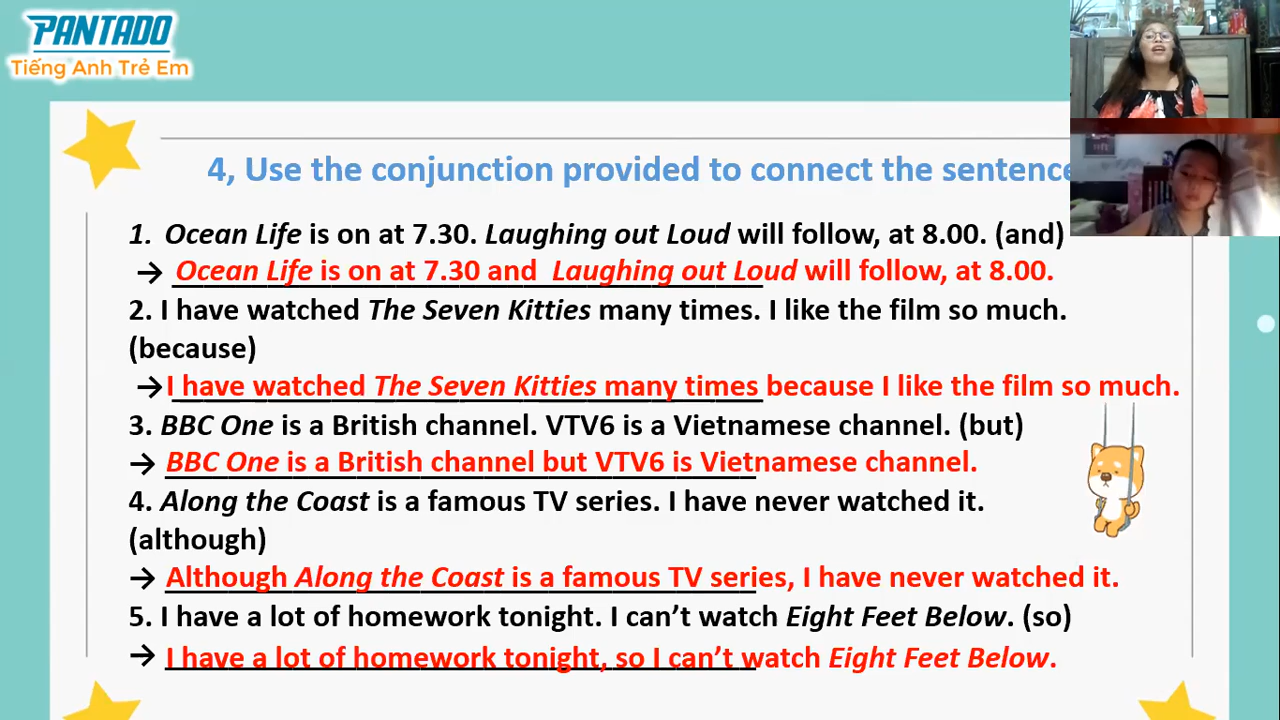 PANTADO
Tiếng Anh Trẻ Em
4, Use the conjunction provided to connect the sentence
1. Ocean Life is on at 7.30. Laughing out Loud will follow, at 8.00. (and)
→ Ocean Life is on at 7.30 and Laughing out Loud will follow, at 8.00.
2. I have watched The Seven Kitties many times. I like the film so much.
(because)
→I have watched The Seven Kitties many times because I like the film so much.
3. BBC One is a British channel. VTV6 is a Vietnamese channel. (but)
→ BBC One is a British channel but VTV6 is Vietnamese channel.
4. Along the Coast is a famous TV series. I have never watched it.
(although)
→ Although Along the Coast is a famous TV series, I have never watched it.
5. I have a lot of homework tonight. I can’t watch Eight Feet Below. (so)
→ I have a lot of homework tonight, so I can’t watch Eight Feet Below.